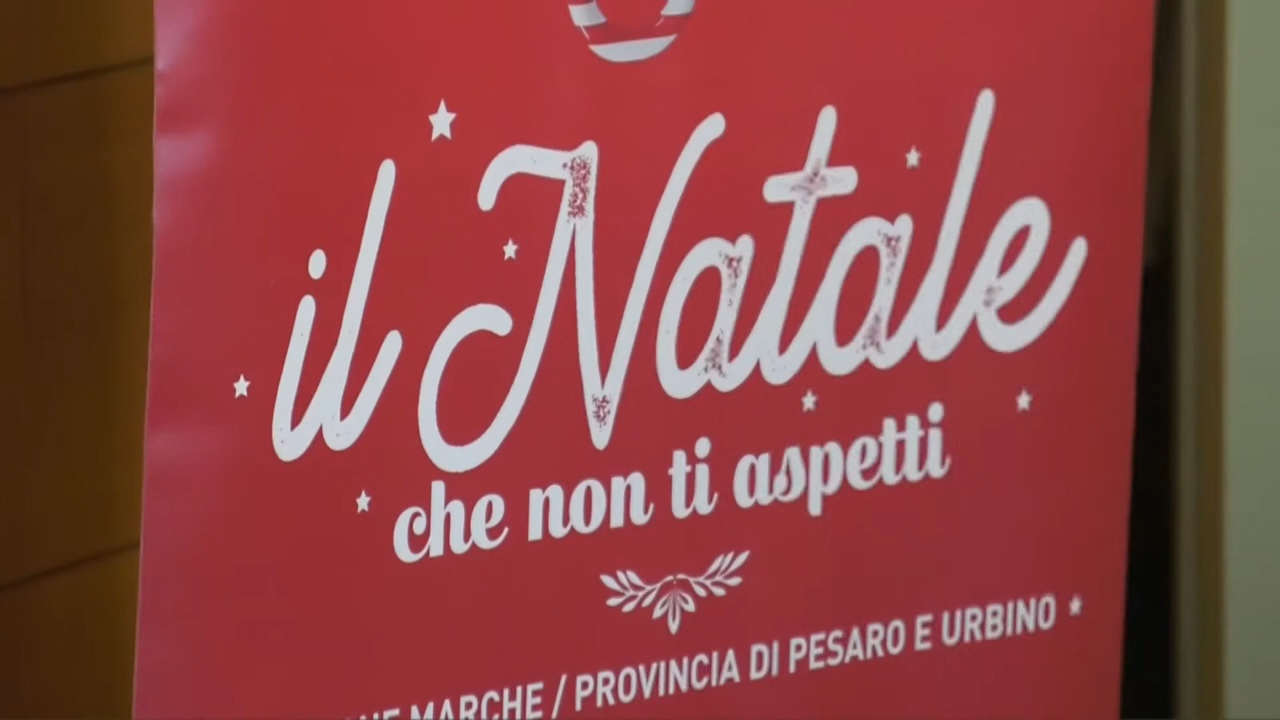 il Natale
che non ti aspetti
MARCHE / PROVINCIA DI PESARO E URBINO